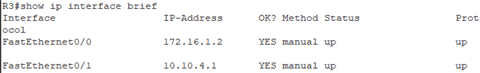 R3#show ip interface brief
Interface IP-Address OK? Method Status Prot
ocol
FastEthernet0/0 172.16.1.2 YES manual up up
FastEthernet0/1 10.10.4.1 YES manual up up